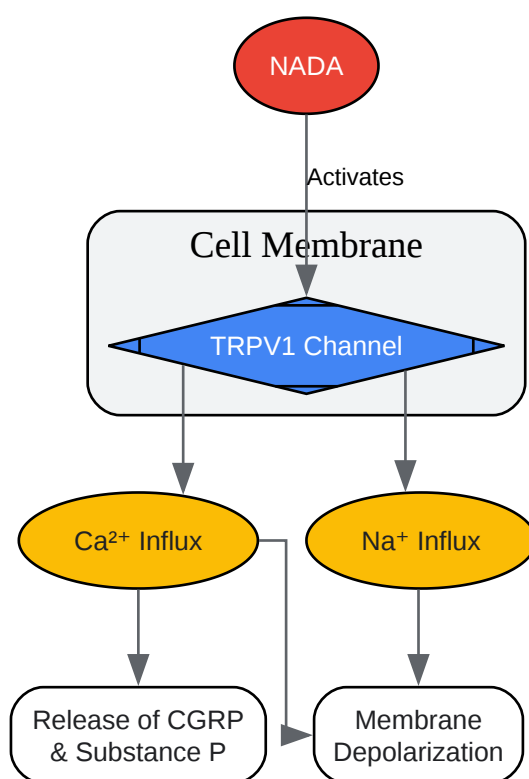 NADA
Activates
Cell Membrane
TRPV1 Channel
Ca²⁺ Influx
Na⁺ Influx
Release of CGRP
& Substance P
Membrane
Depolarization